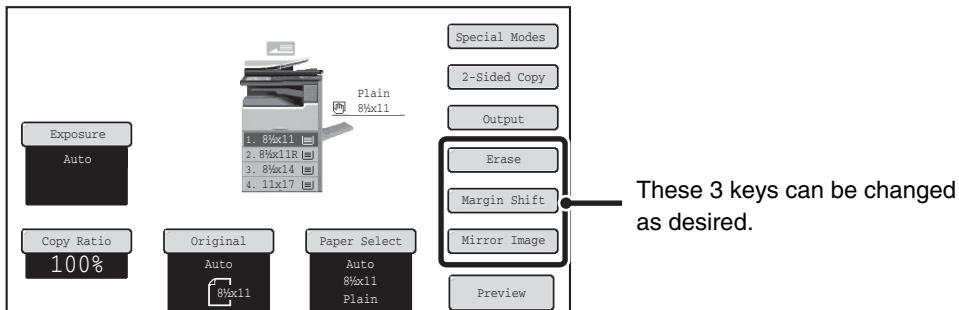 Special Modes
2-Sided Copy
Plain
8½x11
Output
Exposure
Auto
1. 8½x11
2. 8½x11R
3. 8½x14
4. 11x17
Erase
Margin Shift
Mirror Image
These 3 keys can be changed
as desired.
Copy Ratio
100%
Original
Auto
8½x11
Paper Select
Auto
8½x11
Plain
Preview